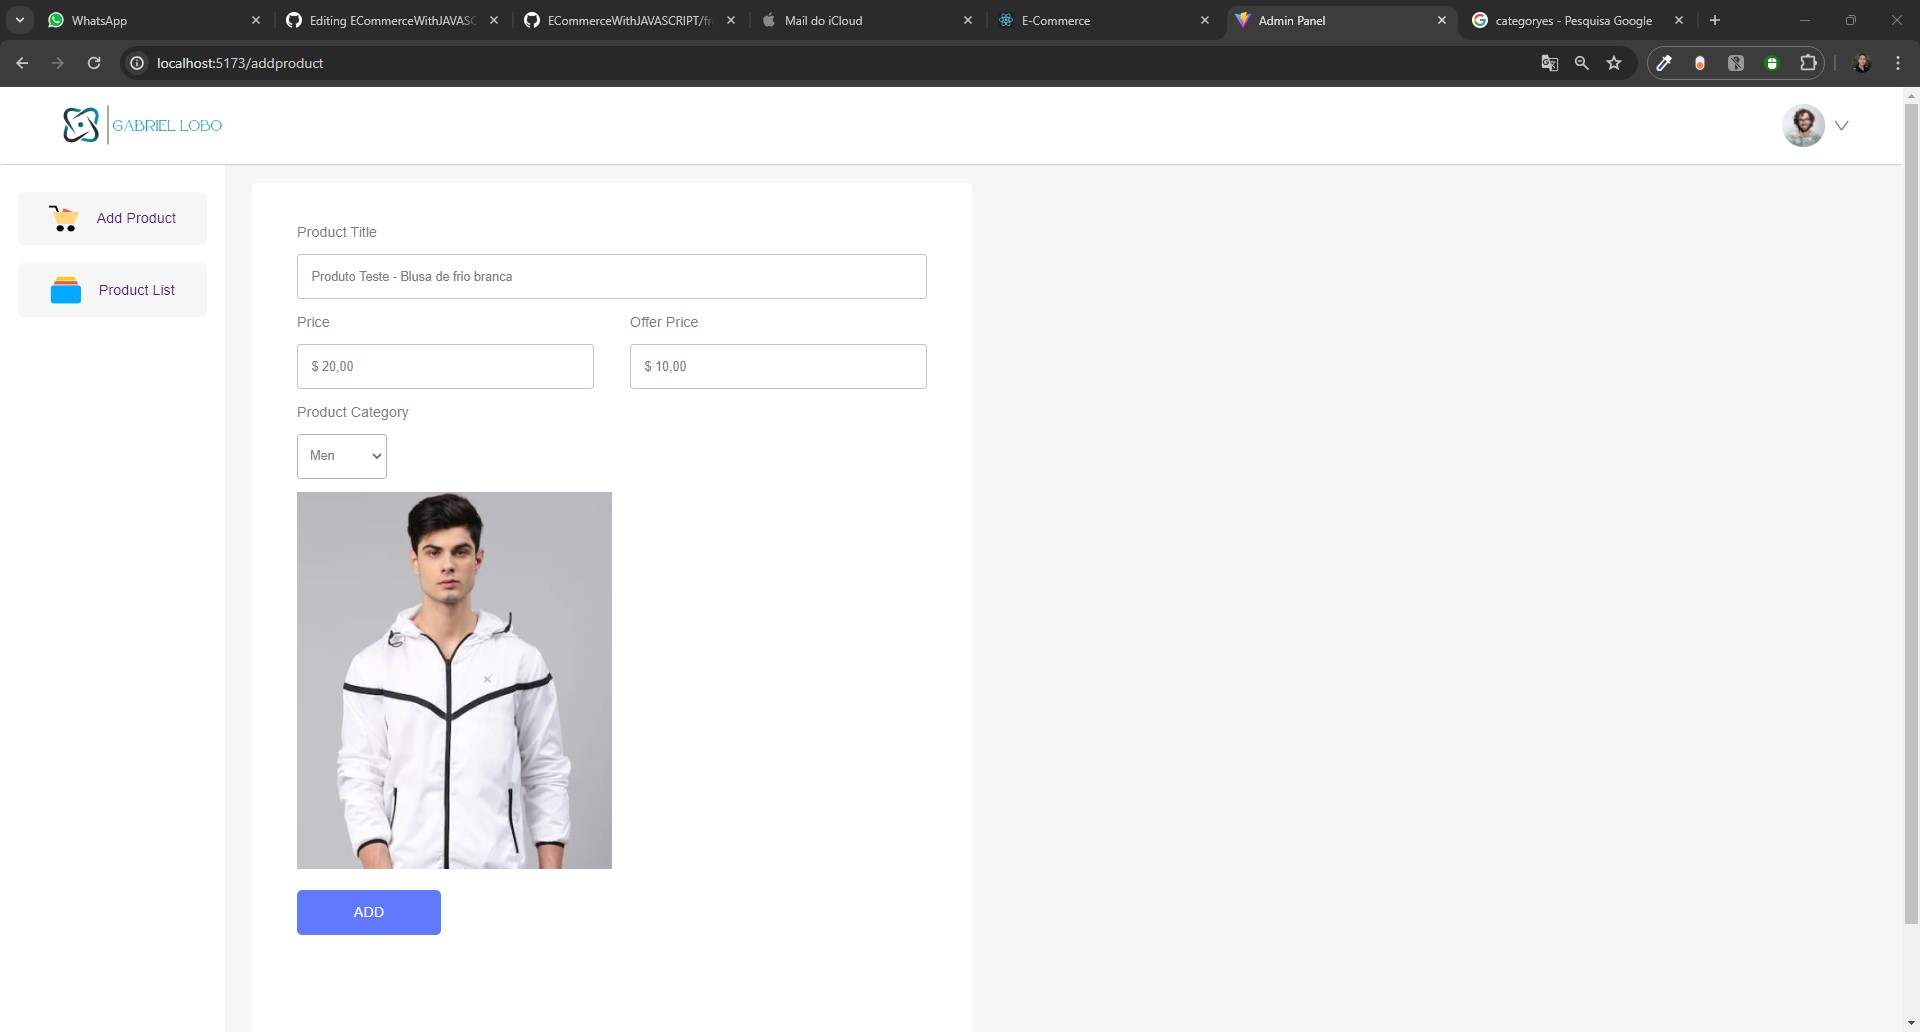 WhatsApp
Editing ECommerceWithJAVASC
ECommerceWithJAVASCRIPT/fr
Mail do iCloud
E-Commerce
Admin Panel
categoryes - Pesquisa Google
localhost:5173/addproduct
GABRIEL LOBO
Add Product
Product List
Product Title
Produto Teste - Blusa de frio branca
Price
Offer Price
$ 20,00
$ 10,00
Product Category
Men
ADD